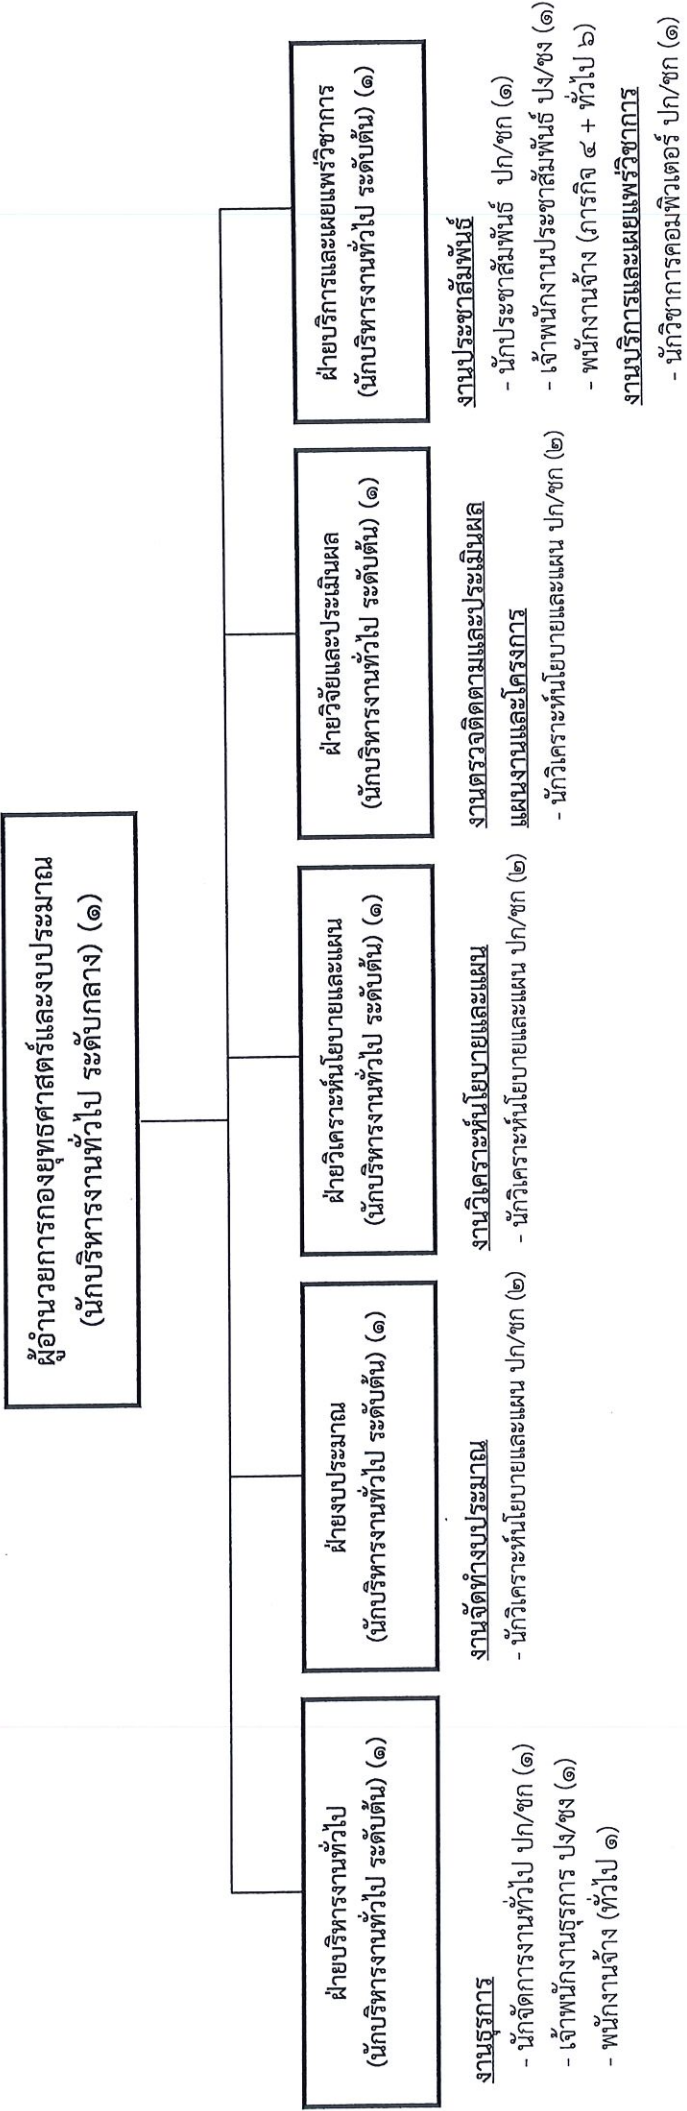 ผู้อำนวยการกองยุทธศาสตร์และงบประมาณ
(นักบริหารงานทั่วไป ระดับกลาง) (๑)
ฝ่ายบริหารงานทั่วไป
(นักบริหารงานทั่วไป ระดับต้น) (๑)
งานธุรการ
- นักจัดการงานทั่วไป ปก/ชก (๑)
- เจ้าพนักงานธุรการ ปง/ชง (๑)
- พนักงานจ้าง (ทั่วไป ๑)
ฝ่ายงบประมาณ
(นักบริหารงานทั่วไป ระดับต้น) (๑)
งานจัดทำงบประมาณ
- นักวิเคราะห์นโยบายและแผน ปก/ชก (๒)
ฝ่ายวิเคราะห์นโยบายและแผน
(นักบริหารงานทั่วไป ระดับต้น) (๑)
งานวิเคราะห์นโยบายและแผน
- นักวิเคราะห์นโยบายและแผน ปก/ชก (๒)
ฝ่ายวิจัยและประเมินผล
(นักบริหารงานทั่วไป ระดับต้น) (๑)
งานตรวจติดตามและประเมินผล
แผนงานและโครงการ
- นักวิเคราะห์นโยบายและแผน ปก/ชก (๒)
ฝ่ายบริการและเผยแพร่วิชาการ
(นักบริหารงานทั่วไป ระดับต้น) (๑)
งานประชาสัมพันธ์
- นักประชาสัมพันธ์ ปก/ชก (๑)
- เจ้าพนักงานประชาสัมพันธ์ ปง/ชง (๑)
- พนักงานจ้าง (ภารกิจ ๔ + ทั่วไป ๖)
งานบริการและเผยแพร่วิชาการ
- นักวิชาการคอมพิวเตอร์ ปก/ชก (๑)